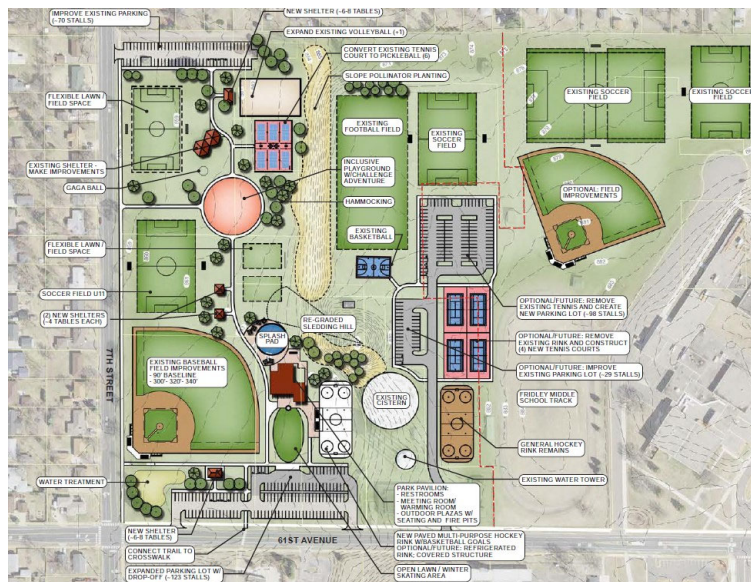 IMPROVE EXISTING PARKING
(~70 STALLS)
NEW SHELTER (~6-8 TABLES)
EXPAND EXISTING VOLLEYBALL (+1)
CONVERT EXISTING TENNIS
COURT TO PICKLEBALL (6)
SLOPE POLLINATOR PLANTING
FLEXIBLE LAWN /
FIELD SPACE
EXISTING
FOOTBALL FIELD
EXISTING
SOCCER
FIELD
EXISTING SOCCER
FIELD
EXISTING SOCCER
FIELD
EXISTING SHELTER -
MAKE IMPROVEMENTS
GAGA BALL
INCLUSIVE
PLAYGROUND
W/CHALLENGE
ADVENTURE
HAMMOCKING
EXISTING
BASKETBALL
OPTIONAL: FIELD
IMPROVEMENTS
FLEXIBLE LAWN /
FIELD SPACE
SOCCER FIELD U11
(2) NEW SHELTERS
(~4 TABLES EACH)
RE-GRADED
SLEDDING HILL
SPLASH
PAD
OPTIONAL/FUTURE: REMOVE
EXISTING TENNIS AND CREATE
NEW PARKING LOT (~98 STALLS)
OPTIONAL/FUTURE: REMOVE
EXISTING RINK AND CONSTRUCT
(4) NEW TENNIS COURTS
OPTIONAL/FUTURE: IMPROVE
EXISTING PARKING LOT (~29 STALLS)
7TH STREET
EXISTING BASEBALL
FIELD IMPROVEMENTS
- 90' BASELINE
- 300'- 320'- 340'
EXISTING
CISTERN
FRIDLEY MIDDLE
SCHOOL TRACK
GENERAL HOCKEY
RINK REMAINS
EXISTING WATER TOWER
WATER TREATMENT
PARK PAVILION:
- RESTROOMS
- MEETING ROOM/
WARMING ROOM
- OUTDOOR PLAZAS W/
SEATING AND FIRE PITS
NEW SHELTER
(~6-8 TABLES)
61ST AVENUE
CONNECT TRAIL TO
CROSSWALK
NEW PAVED MULTI-PURPOSE HOCKEY
RINK W/BASKETBALL GOALS
OPTIONAL/FUTURE: REFRIGERATED
RINK; COVERED STRUCTURE
EXPANDED PARKING LOT W/
DROP-OFF (~123 STALLS)
OPEN LAWN / WINTER
SKATING AREA